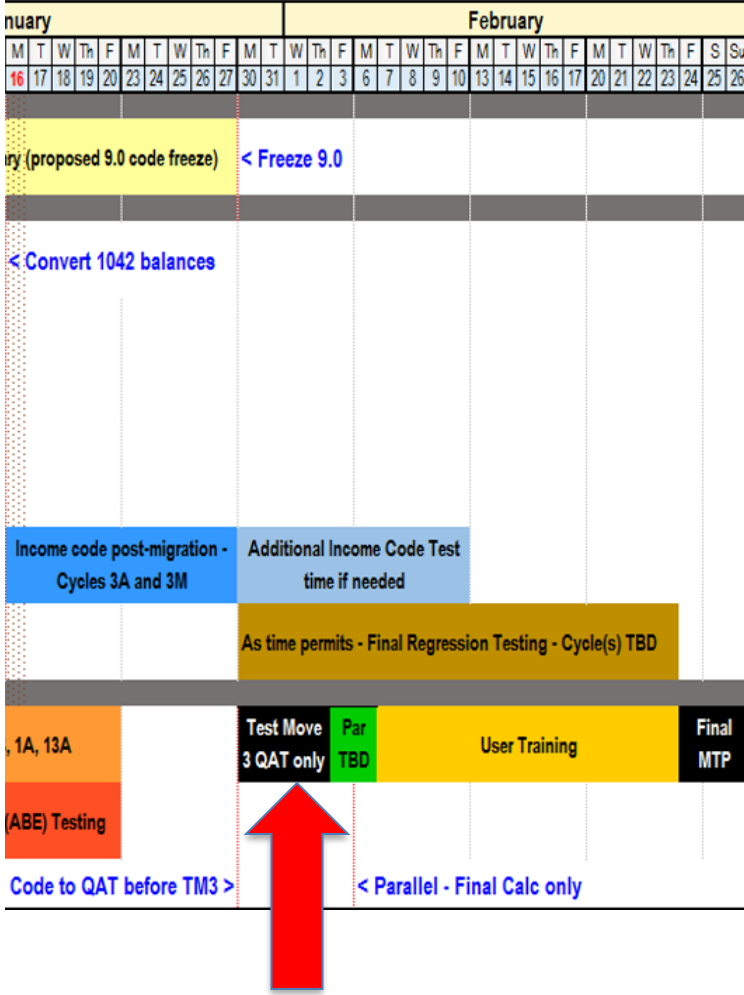 nuary February
M T W Th F M T W Th F M T W Th F M T W Th F M T W Th F M T W Th F S Su
16 17 18 19 20 23 24 25 26 27 30 31 1 2 3 6 7 8 9 10 13 14 15 16 17 20 21 22 23 24 25 26
ry (proposed 9.0 code freeze) < Freeze 9.0
< Convert 1042 balances
Income code post-migration -
Cycles 3A and 3M
Additional Income Code Test
time if needed
As time permits - Final Regression Testing - Cycle(s) TBD
, 1A, 13A
Test Move
3 QAT only
Par
TBD
User Training
Final
MTP
(ABE) Testing
Code to QAT before TM3 > < Parallel - Final Calc only